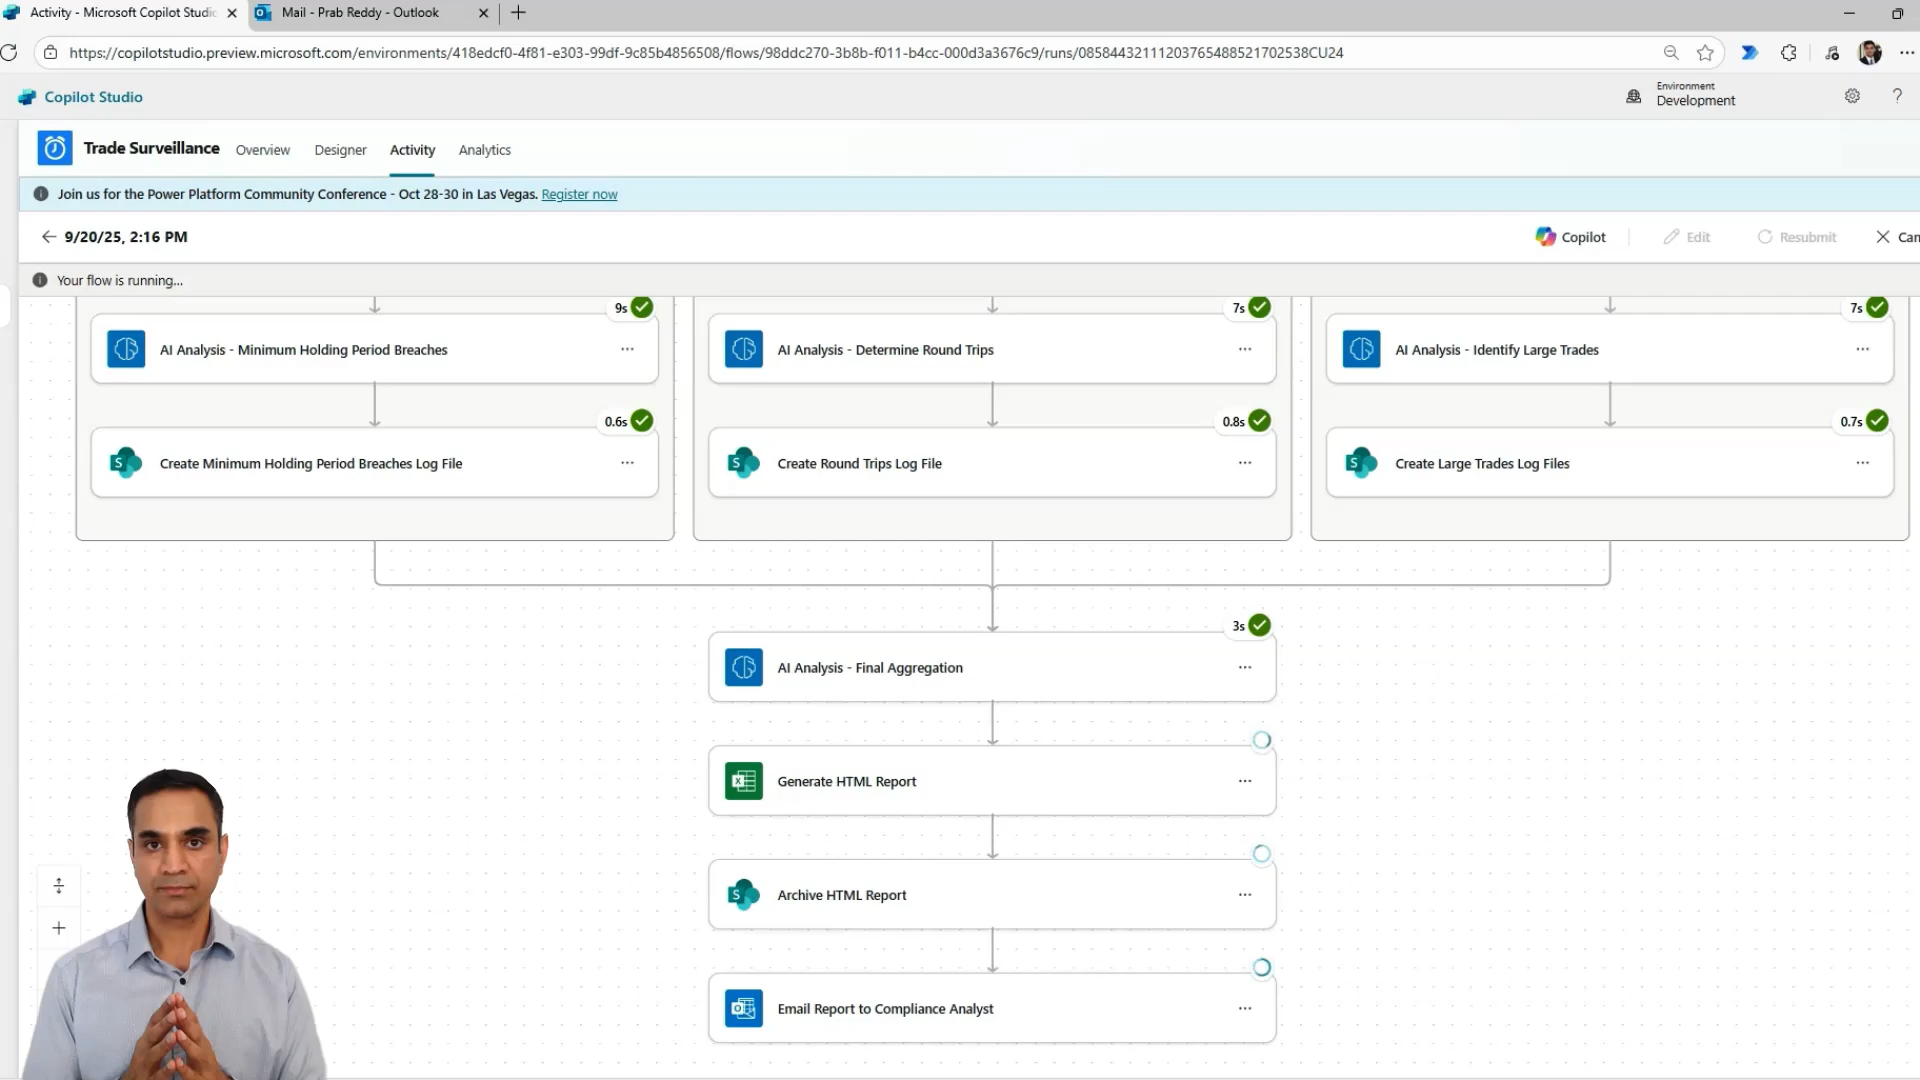 Activity - Microsoft Copilot Studio
Mail - Prab Reddy - Outlook
https://copilotstudio.preview.microsoft.com/environments/418edcf0-4f81-e303-99df-9c85b4856508/flows/98ddc270-3b8b-f011-b4cc-000d3a3676c9/runs/08584432111203765488521702538CU24
Copilot Studio
Environment
Development
?
Trade Surveillance Overview Designer Activity Analytics
Join us for the Power Platform Community Conference - Oct 28-30 in Las Vegas. Register now
9/20/25, 2:16 PM
Copilot Edit Resubmit Can
Your flow is running...
9s 7s 7s
AI Analysis - Minimum Holding Period Breaches
AI Analysis - Determine Round Trips
AI Analysis - Identify Large Trades
0.6s 0.8s 0.7s
Create Minimum Holding Period Breaches Log File
Create Round Trips Log File
Create Large Trades Log Files
3s
AI Analysis - Final Aggregation
Generate HTML Report
Archive HTML Report
Email Report to Compliance Analyst